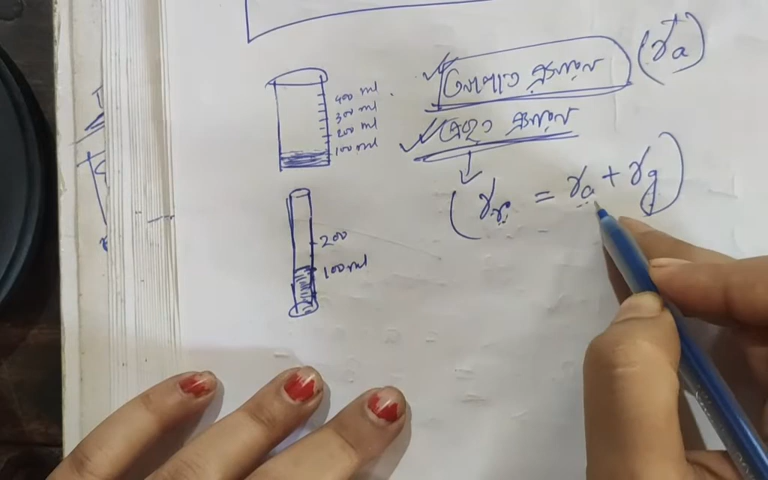 400 ml
300 ml
200 ml
100 ml
আপাত প্রসারণ (γa)
প্রকৃত প্রসারণ
(γr = γa + γg)
200
100ml